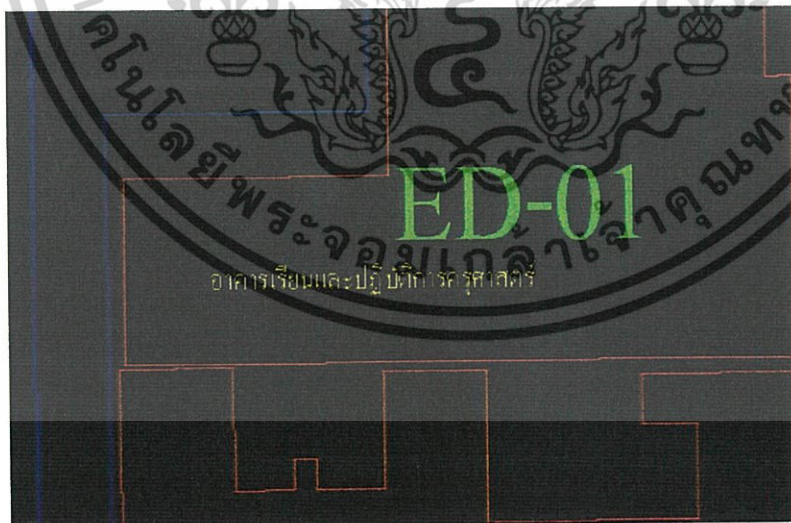 ED-01
คโนโลยีพระจอมเกล้าเจ้าคุณทห
อาคารเรียนและปฏิบัติการครุศาสตร์